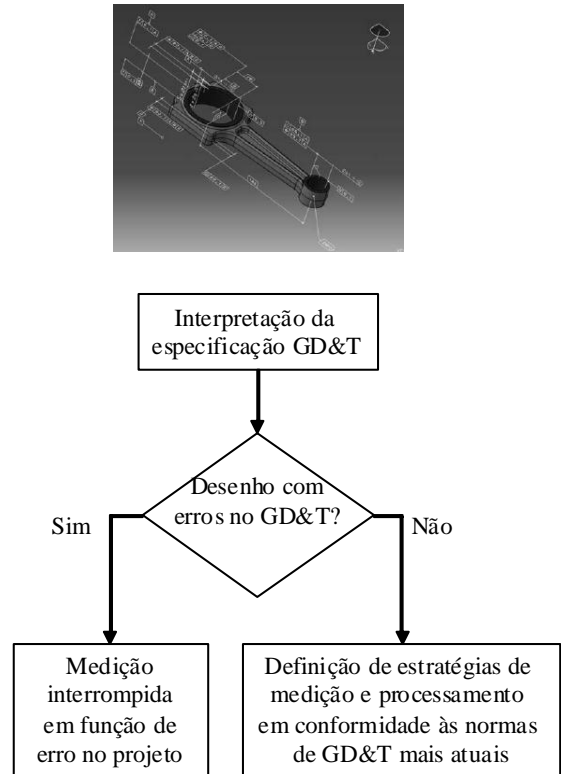 Interpretação da
especificação GD&T
Desenho com
erros no GD&T?
Sim
Não
Medição
interrompida
em função de
erro no projeto
Definição de estratégias de
medição e processamento
em conformidade às normas
de GD&T mais atuais